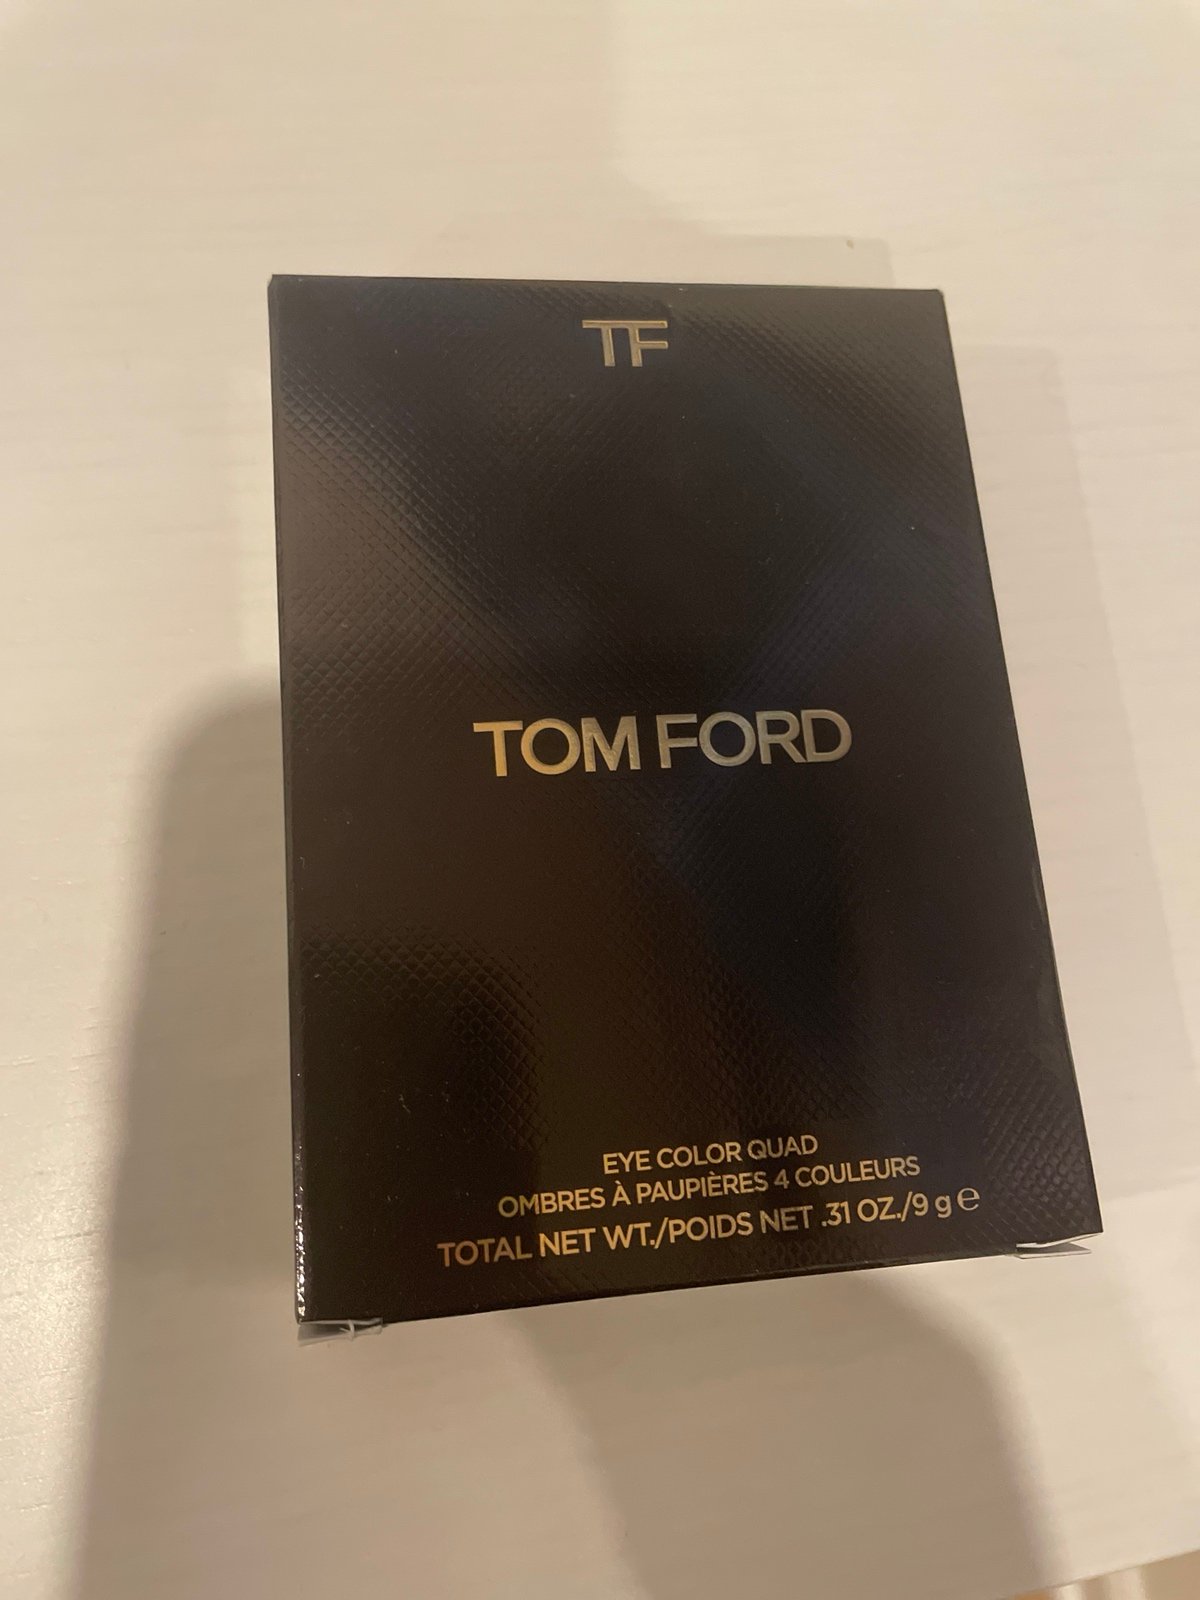 TF
TOM FORD
EYE COLOR QUAD
OMBRES À PAUPIÈRES 4 COULEURS
TOTAL NET WT./POIDS NET .31 OZ./9 g ℮